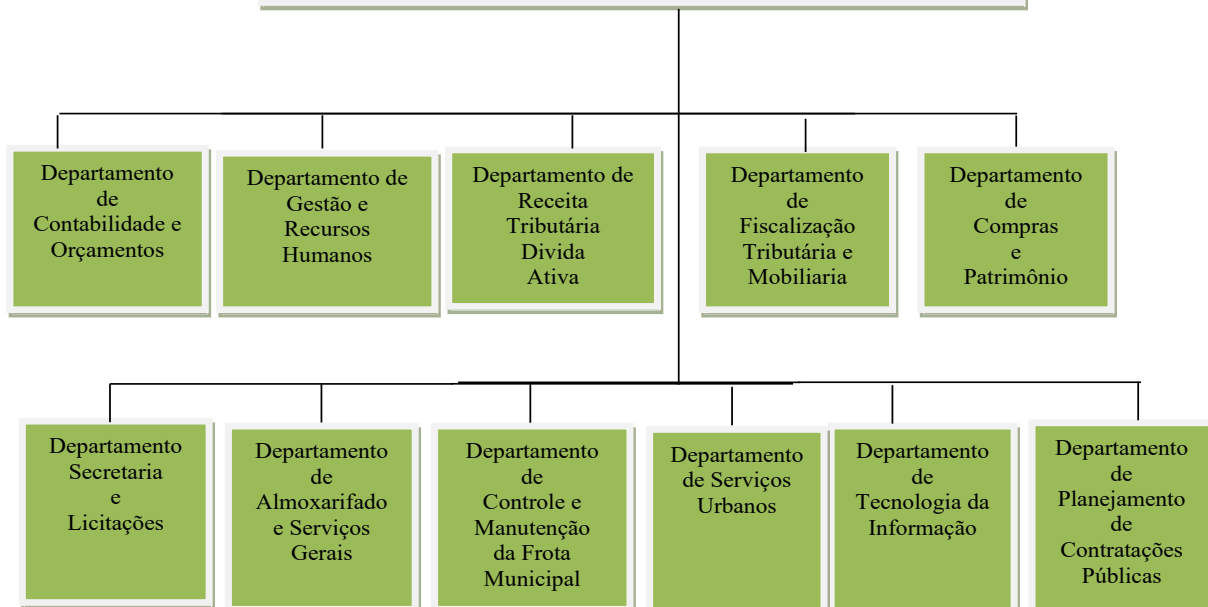 Departamento
de
Contabilidade e
Orçamentos
Departamento de
Gestão e
Recursos
Humanos
Departamento de
Receita
Tributária
Divida
Ativa
Departamento
de
Fiscalização
Tributária e
Mobiliaria
Departamento
de
Compras
e
Patrimônio
Departamento
Secretaria
e
Licitações
Departamento
de
Almoxarifado
e Serviços
Gerais
Departamento
de
Controle e
Manutenção
da Frota
Municipal
Departamento
de Serviços
Urbanos
Departamento
de
Tecnologia da
Informação
Departamento
de
Planejamento
de
Contratações
Públicas